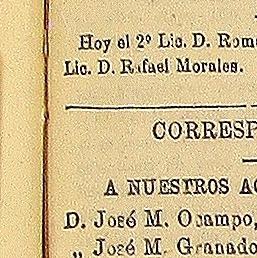 Hoy el 2º Lic. D. Rom
Lic. D. Rafael Morales.
CORRESP
A NUESTROS A
D. José M. Ocampo,
„ José M. Granado